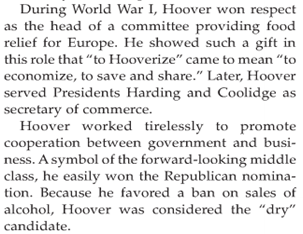 During World War I, Hoover won respect
as the head of a committee providing food
relief for Europe. He showed such a gift in
this role that “to Hooverize” came to mean “to
economize, to save and share.” Later, Hoover
served Presidents Harding and Coolidge as
secretary of commerce.
Hoover worked tirelessly to promote
cooperation between government and busi-
ness. A symbol of the forward-looking middle
class, he easily won the Republican nomina-
tion. Because he favored a ban on sales of
alcohol, Hoover was considered the “dry”
candidate.